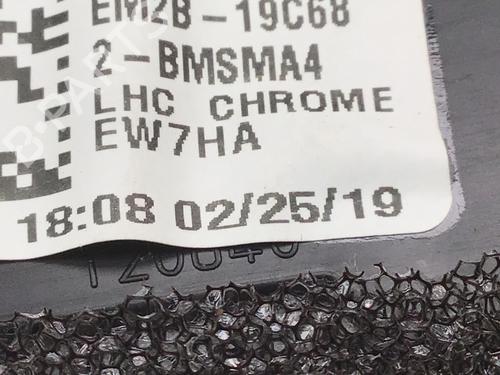 EM2B-19C68
2-BMSMA4
LHC CHROME
EW7HA
18:08 02/25/19